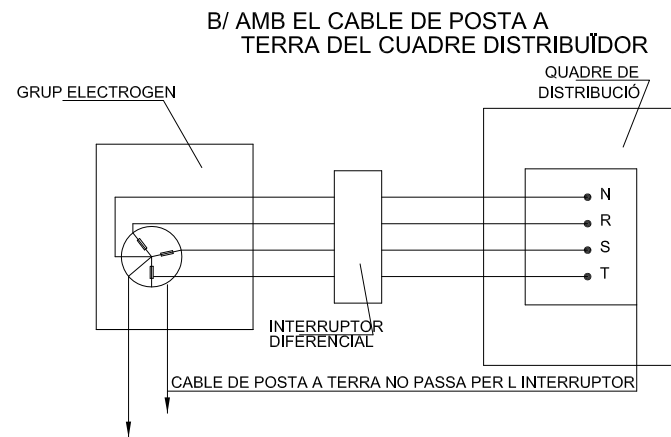 B/ AMB EL CABLE DE POSTA A
TERRA DEL CUADRE DISTRIBUÏDOR
GRUP ELECTROGEN
QUADRE DE
DISTRIBUCIÓ
N
R
S
T
INTERRUPTOR
DIFERENCIAL
CABLE DE POSTA A TERRA NO PASSA PER L INTERRUPTOR